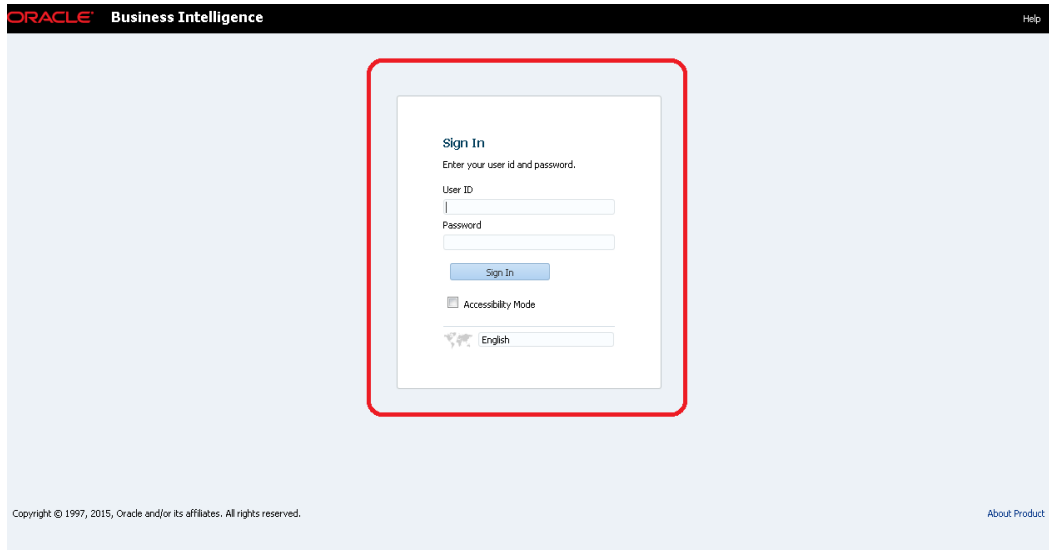 ORACLE Business Intelligence Help
Sign In
Enter your user id and password.
User ID
Password
Sign In
Accessibility Mode
English
Copyright © 1997, 2015, Oracle and/or its affiliates. All rights reserved. About Product